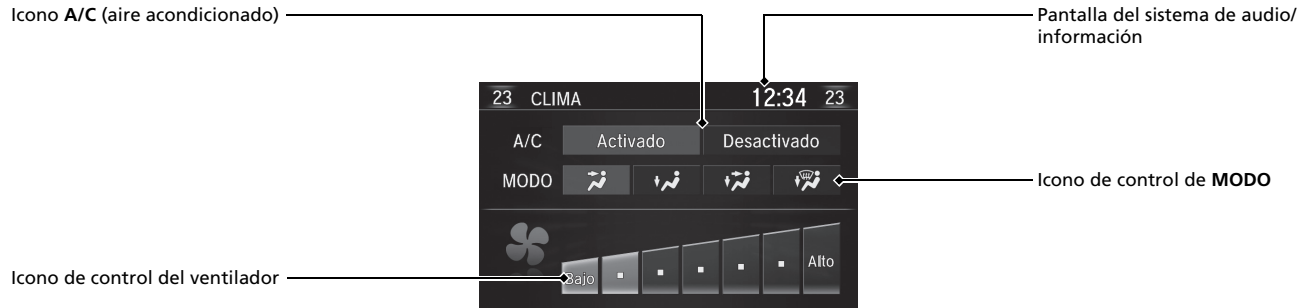 Icono A/C (aire acondicionado)
Pantalla del sistema de audio/
información
23 CLIMA 12:34 23
A/C Activado Desactivado
MODO
Icono de control de MODO
Icono de control del ventilador
Bajo Alto